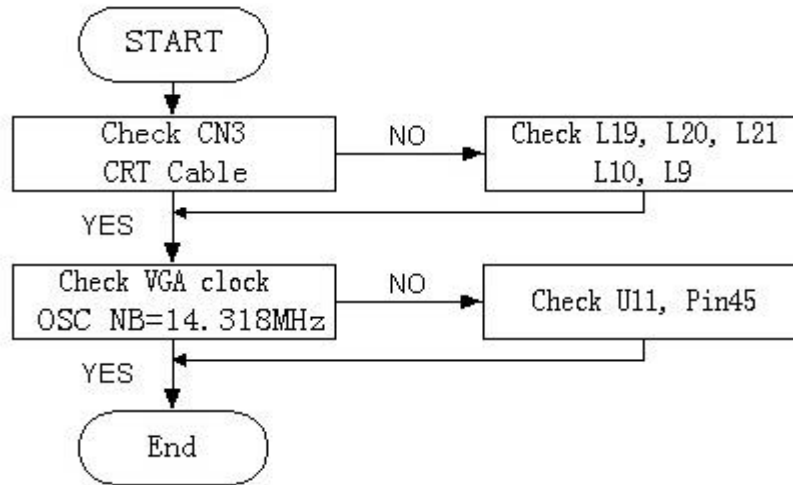 START
Check CN3
CRT Cable
NO
Check L19, L20, L21
L10, L9
YES
Check VGA clock
OSC NB=14.318MHz
NO
Check U11, Pin45
YES
End